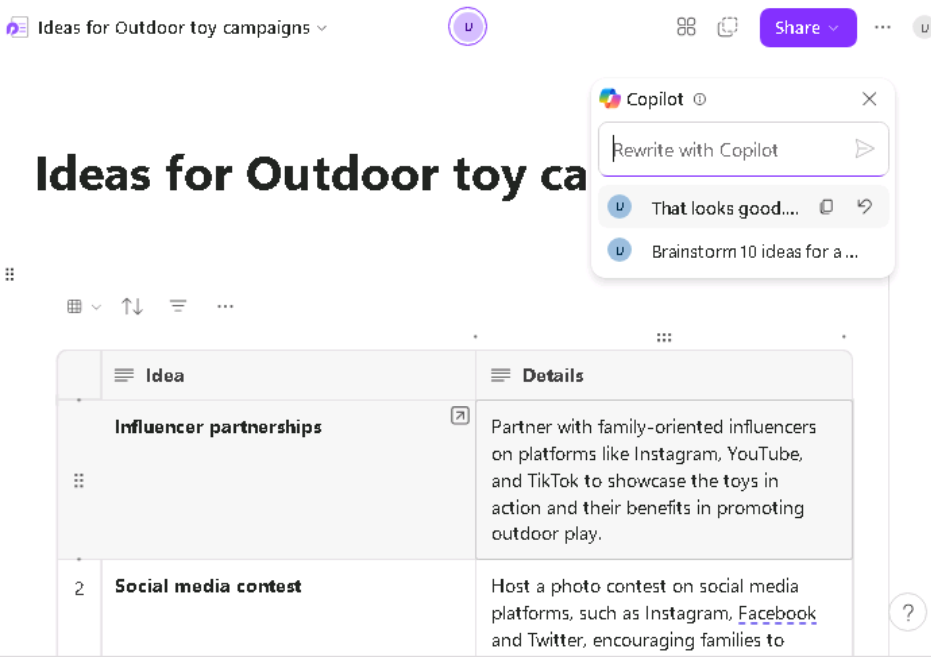 Ideas for Outdoor toy campaigns
U
Share
U
Copilot
Rewrite with Copilot
U That looks good....
U Brainstorm 10 ideas for a ...
Ideas for Outdoor toy ca
Idea
Details
Influencer partnerships
Partner with family-oriented influencers
on platforms like Instagram, YouTube,
and TikTok to showcase the toys in
action and their benefits in promoting
outdoor play.
2
Social media contest
Host a photo contest on social media
platforms, such as Instagram, Facebook
and Twitter, encouraging families to
?